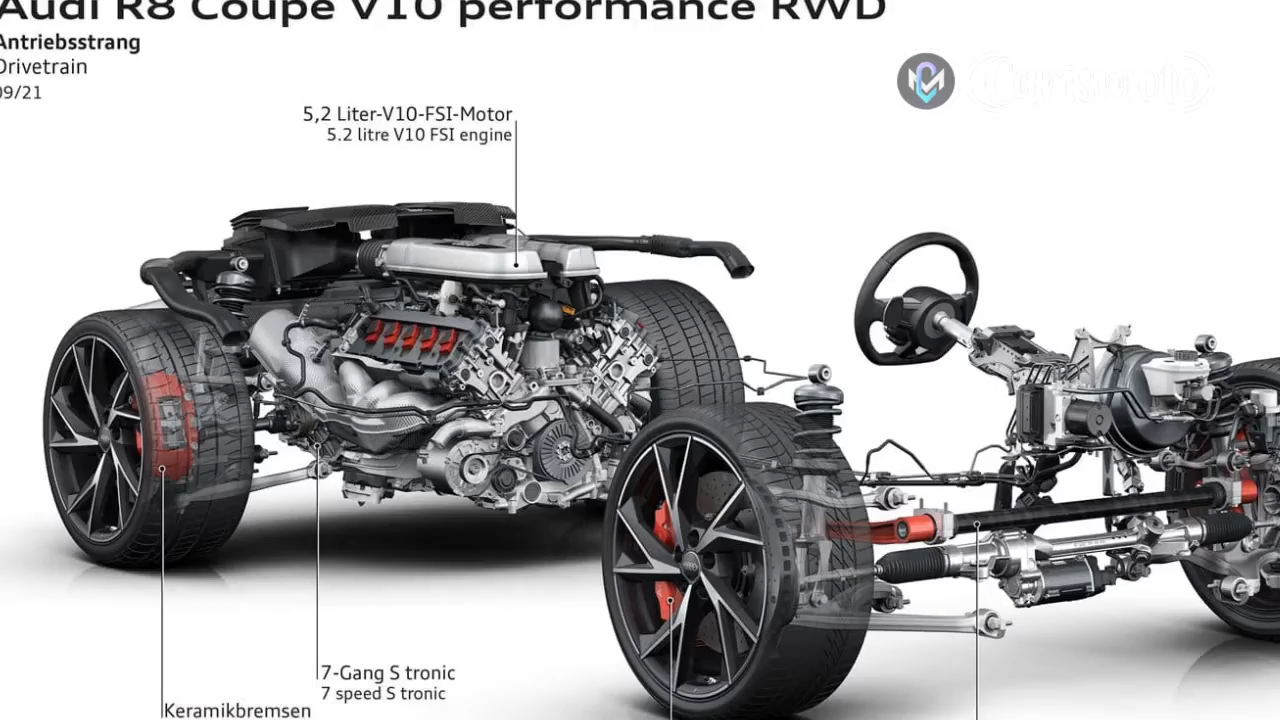 Audi R8 Coupé V10 performance RWD
Antriebsstrang
Drivetrain
09/21
5,2 Liter-V10-FSI-Motor
5.2 litre V10 FSI engine
7-Gang S tronic
7 speed S tronic
Keramikbremsen